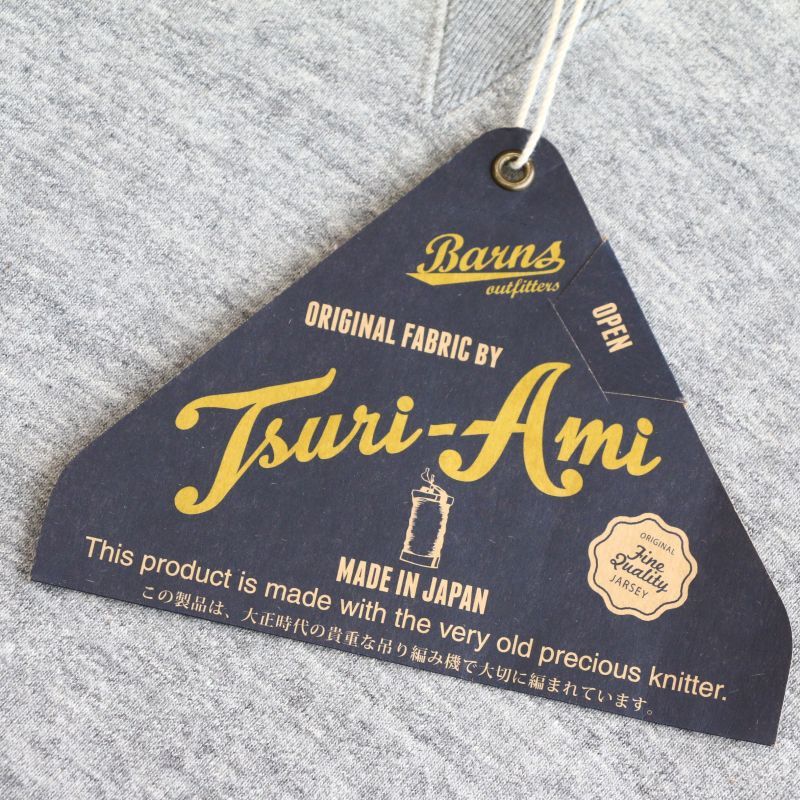 Barns
outfitters
OPEN
ORIGINAL FABRIC BY
Tsuri-Ami
MADE IN JAPAN
ORIGINAL
Fine
Quality
JARSEY
This product is made with the very old precious knitter.
この製品は、大正時代の貴重な吊り編み機で大切に編まれています。